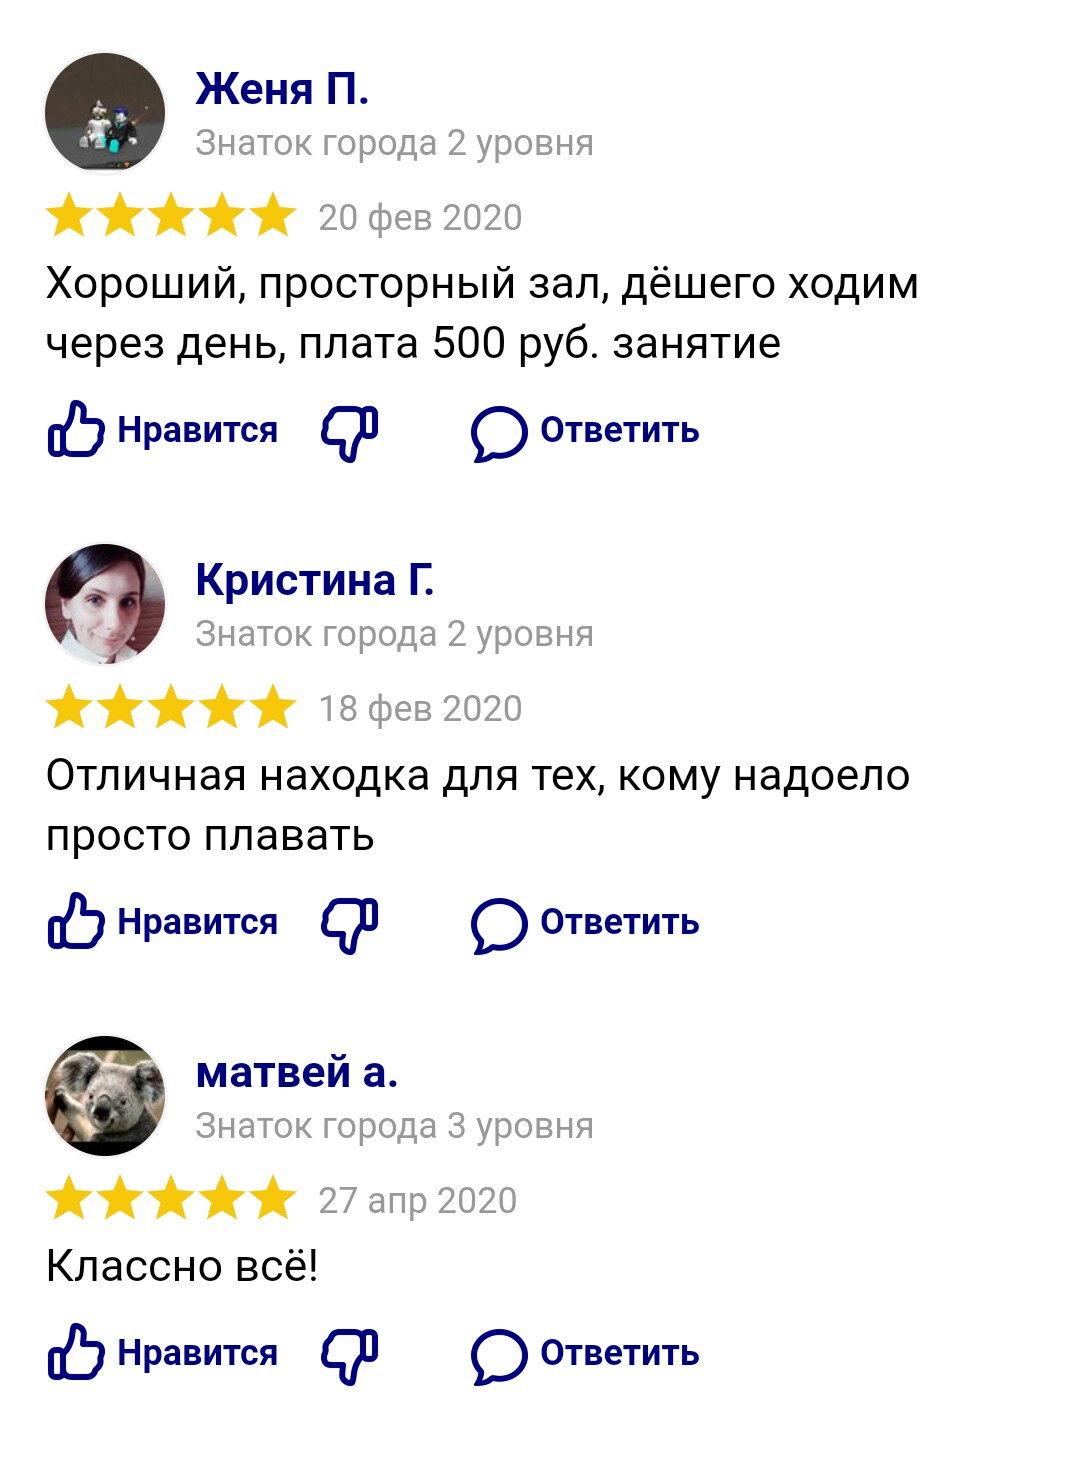 Женя П.
Знаток города 2 уровня
20 фев 2020
Хороший, просторный зал, дёшего ходим
через день, плата 500 руб. занятие
Нравится Ответить
Кристина Г.
Знаток города 2 уровня
18 фев 2020
Отличная находка для тех, кому надоело
просто плавать
Нравится Ответить
матвей а.
Знаток города 3 уровня
27 апр 2020
Классно всё!
Нравится Ответить